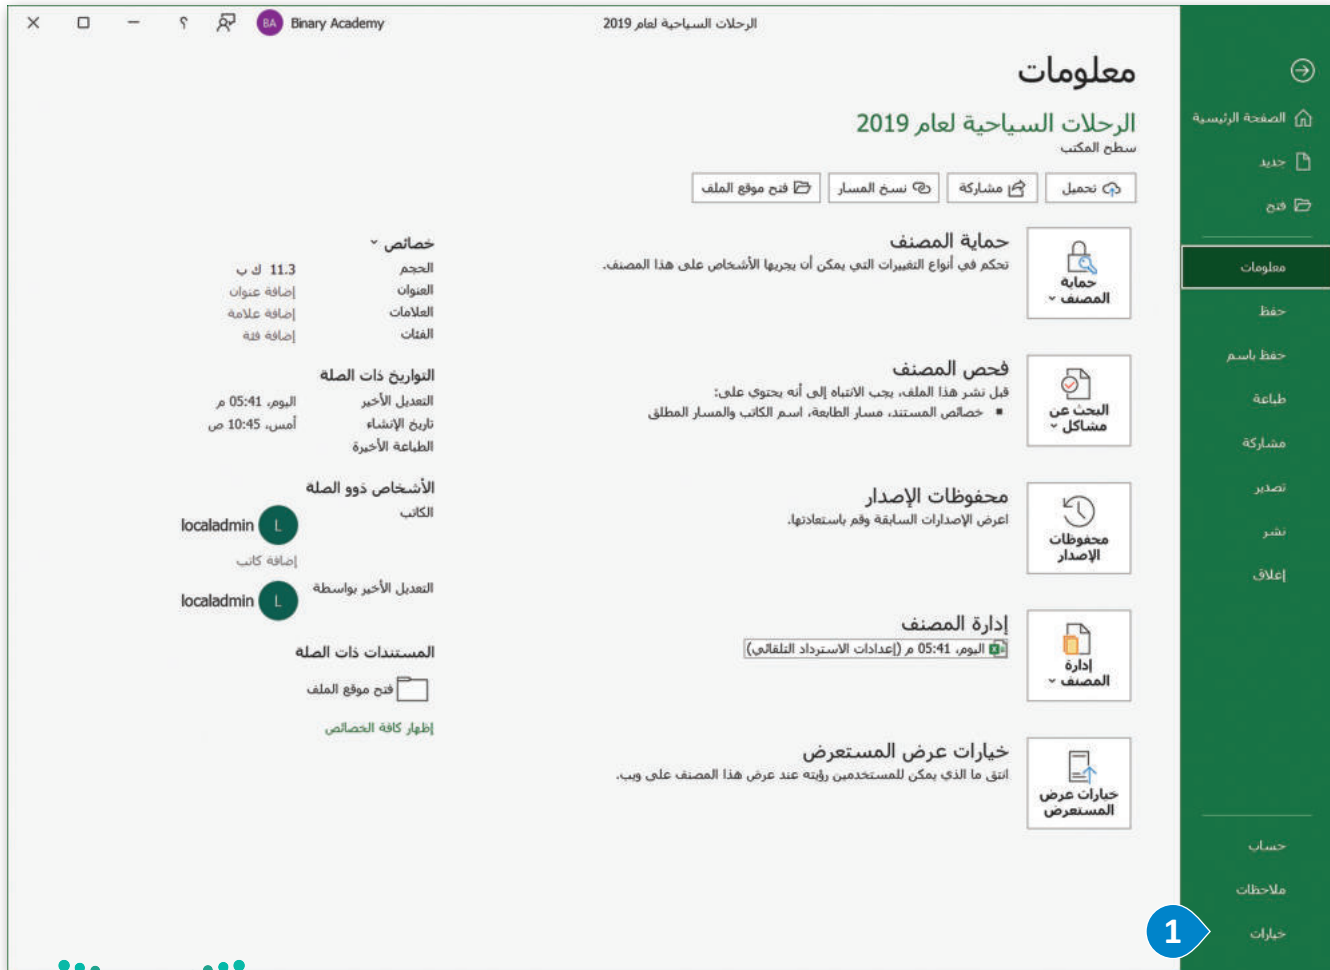 الرحلات السياحية لعام 2019
Binary Academy
BA
؟
الصفحة الرئيسية
جديد
فتح
معلومات
حفظ
حفظ باسم
طباعة
مشاركة
تصدير
نشر
إغلاق
حساب
ملاحظات
خيارات
1
معلومات
الرحلات السياحية لعام 2019
سطح المكتب
تحميل
مشاركة
نسخ المسار
فتح موقع الملف
حماية المصنف
حماية المصنف
تحكم في أنواع التغييرات التي يمكن أن يجريها الأشخاص على هذا المصنف.
البحث عن مشاكل
فحص المصنف
قبل نشر هذا الملف، يجب الانتباه إلى أنه يحتوي على:
▪ خصائص المستند، مسار الطابعة، اسم الكاتب والمسار المطلق
محفوظات الإصدار
محفوظات الإصدار
اعرض الإصدارات السابقة وقم باستعادتها.
إدارة المصنف
إدارة المصنف
اليوم، 05:41 م (إعدادات الاسترداد التلقائي)
خيارات عرض المستعرض
خيارات عرض المستعرض
انتق ما الذي يمكن للمستخدمين رؤيته عند عرض هذا المصنف على ويب.
خصائص
الحجم 11.3 ك ب
العنوان إضافة عنوان
العلامات إضافة علامة
الفئات إضافة فئة
التواريخ ذات الصلة
التعديل الأخير اليوم، 05:41 م
تاريخ الإنشاء أمس، 10:45 ص
الطباعة الأخيرة
الأشخاص ذوو الصلة
الكاتب L localadmin
إضافة كاتب
التعديل الأخير بواسطة L localadmin
المستندات ذات الصلة
فتح موقع الملف
إظهار كافة الخصائص